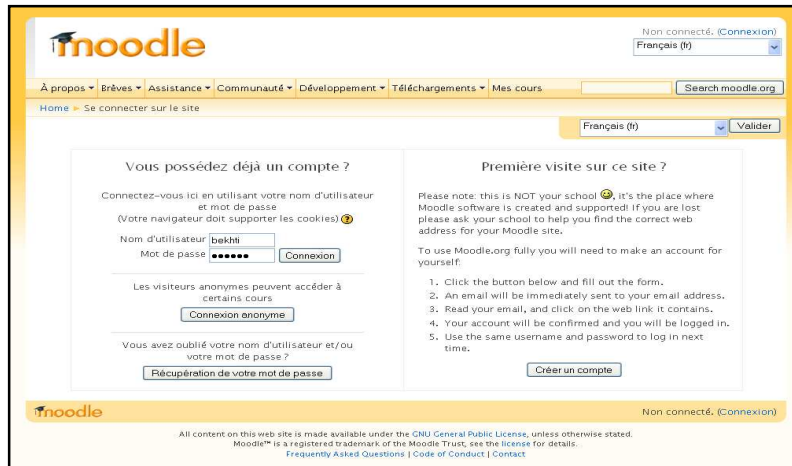 moodle
Non connecté. (Connexion)
Français (fr)
À propos Brèves Assistance Communauté Développement Téléchargements Mes cours Search moodle.org
Home ► Se connecter sur le site
Français (fr) Valider
Vous possédez déjà un compte ?
Connectez-vous ici en utilisant votre nom d'utilisateur
et mot de passe
(Votre navigateur doit supporter les cookies) ?
Nom d'utilisateur bekhti
Mot de passe ●●●●●● Connexion
Les visiteurs anonymes peuvent accéder à
certains cours
Connexion anonyme
Vous avez oublié votre nom d'utilisateur et/ou
votre mot de passe ?
Récupération de votre mot de passe
Première visite sur ce site ?
Please note: this is NOT your school, it's the place where
Moodle software is created and supported! If you are lost
please ask your school to help you find the correct web
address for your Moodle site.
To use Moodle.org fully you will need to make an account for
yourself:
1. Click the button below and fill out the form.
2. An email will be immediately sent to your email address.
3. Read your email, and click on the web link it contains.
4. Your account will be confirmed and you will be logged in.
5. Use the same username and password to log in next
time.
Créer un compte
moodle
Non connecté. (Connexion)
All content on this web site is made available under the GNU General Public License, unless otherwise stated.
Moodle™ is a registered trademark of the Moodle Trust, see the license for details.
Frequently Asked Questions | Code of Conduct | Contact